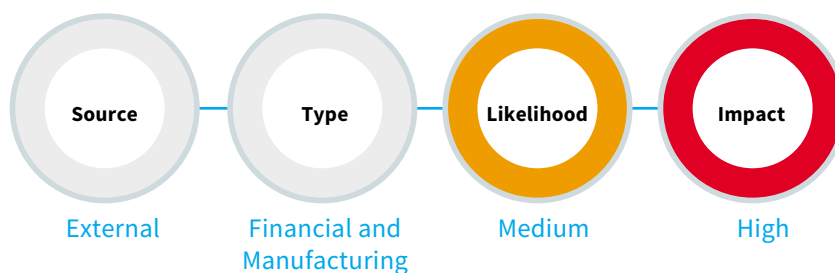 Source
Type
Likelihood
Impact
External
Financial and
Manufacturing
Medium
High